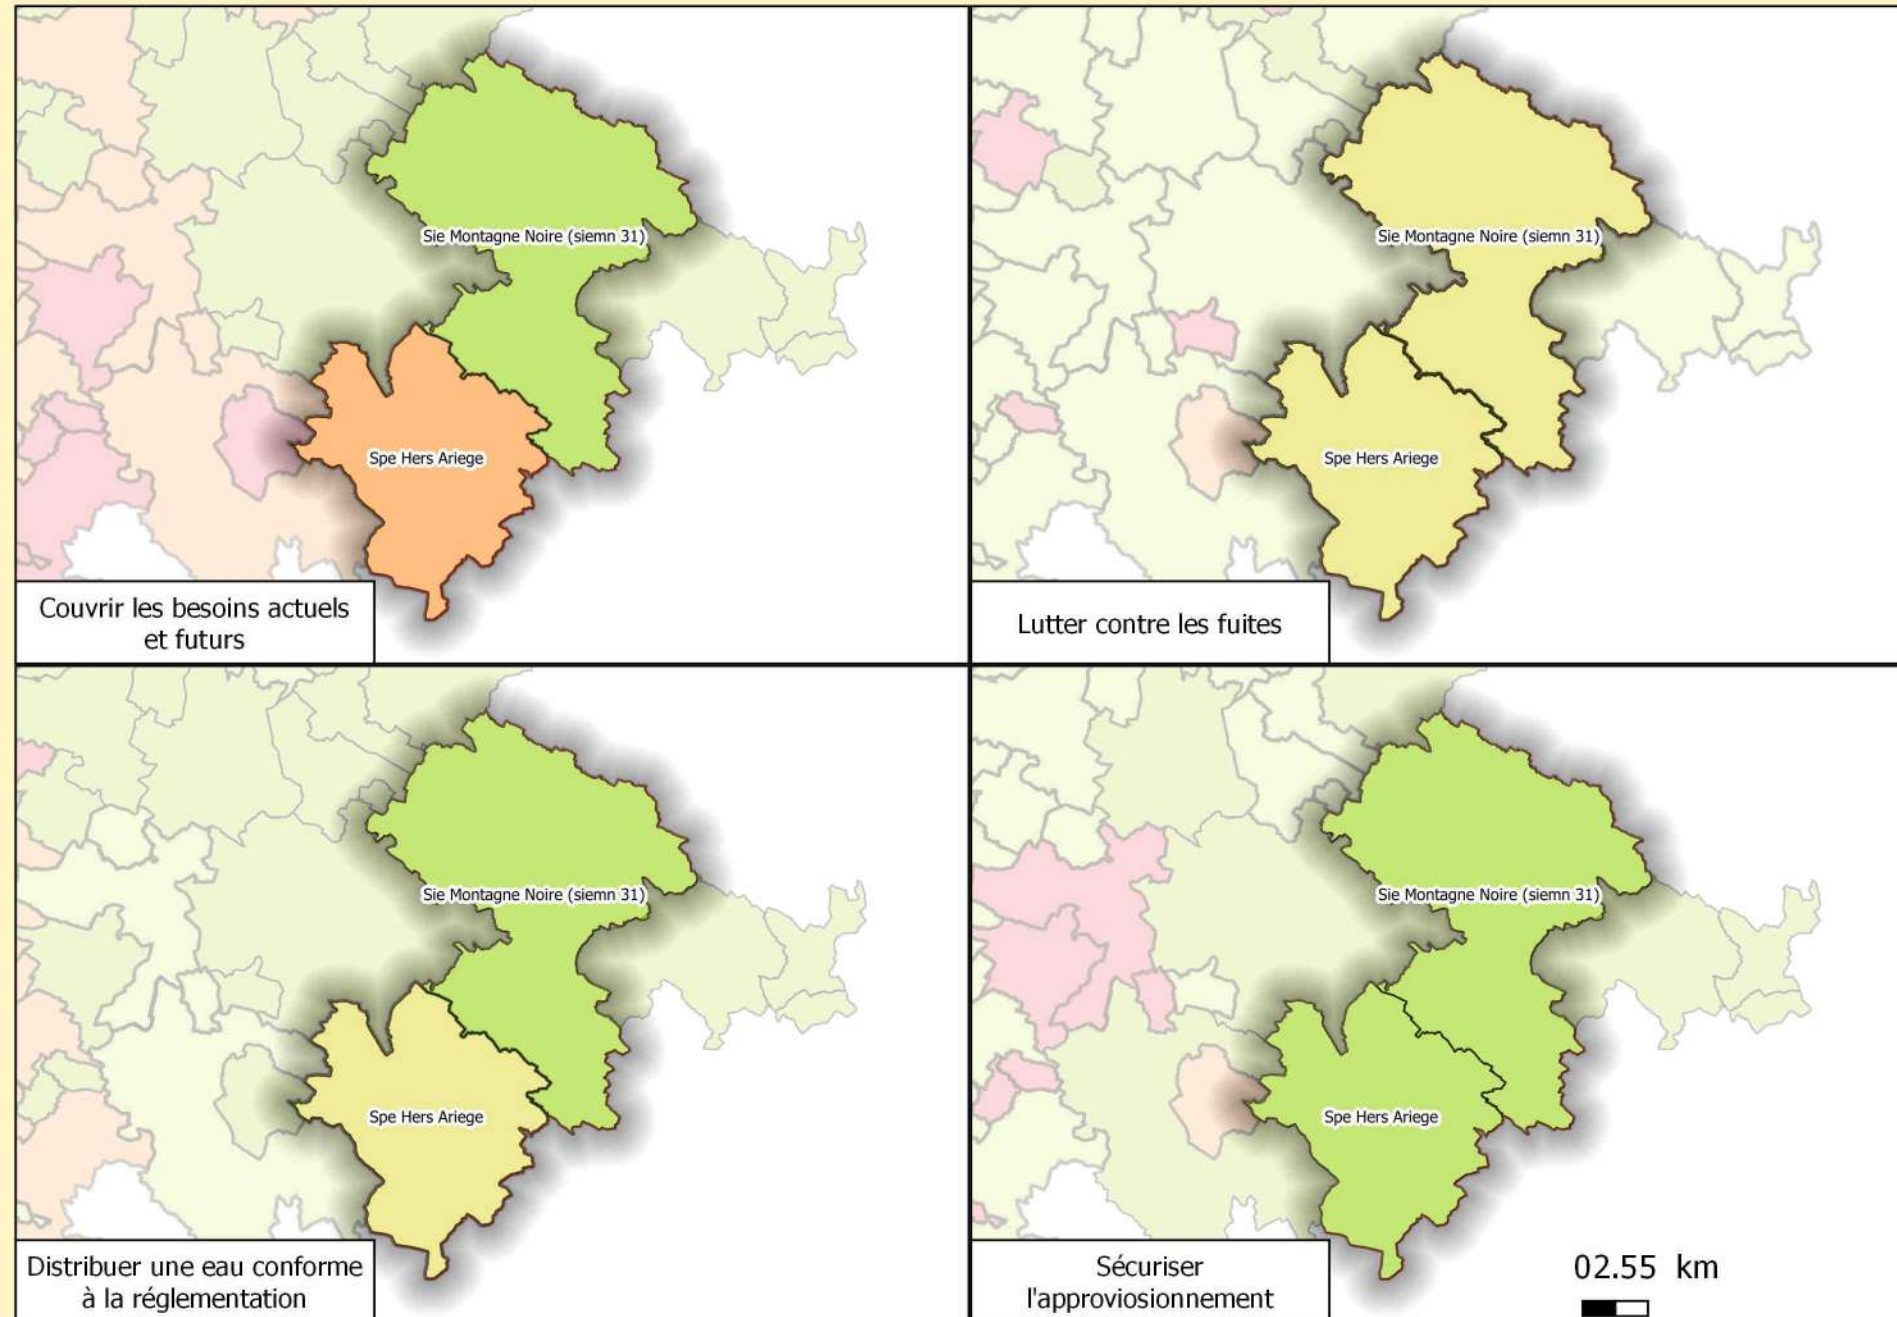 Sie Montagne Noire (siemn 31)
Spe Hers Ariege
Couvrir les besoins actuels
et futurs
Sie Montagne Noire (siemn 31)
Spe Hers Ariege
Lutter contre les fuites
Sie Montagne Noire (siemn 31)
Spe Hers Ariege
Distribuer une eau conforme
à la réglementation
Sie Montagne Noire (siemn 31)
Spe Hers Ariege
Sécuriser
l'approviosionnement
02.55 km